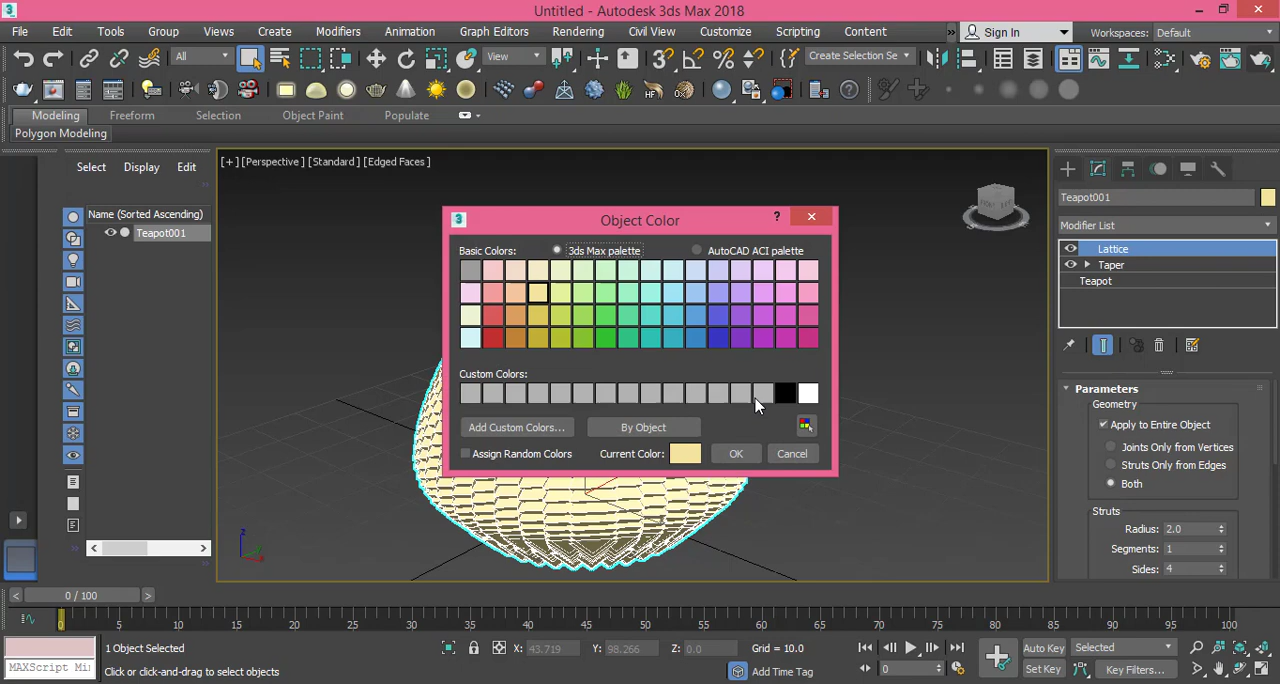 Untitled - Autodesk 3ds Max 2018
File Edit Tools Group Views Create Modifiers Animation Graph Editors Rendering Civil View Customize Scripting Content » Sign In Workspaces: Default
All View Create Selection Se
Modeling Freeform Selection Object Paint Populate
Polygon Modeling
Select Display Edit
[+] [Perspective] [Standard] [Edged Faces]
Name (Sorted Ascending)
Teapot001
Object Color ?
Basic Colors: 3ds Max palette AutoCAD ACI palette
Custom Colors:
Add Custom Colors... By Object
Assign Random Colors Current Color: OK Cancel
Teapot001
Modifier List
Lattice
Taper
Teapot
Parameters
Geometry
Apply to Entire Object
Joints Only from Vertices
Struts Only from Edges
Both
Struts
Radius: 2.0
Segments: 1
Sides: 4
z
0 / 100
0 5 10 15 20 25 30 35 40 45 50 55 60 65 70 75 80 85 90 95 100
1 Object Selected X: 43.719 Y: 98.266 Z: 0.0 Grid = 10.0 Auto Key Selected
MAXScript Mi Click or click-and-drag to select objects Add Time Tag 0 Set Key Key Filters...